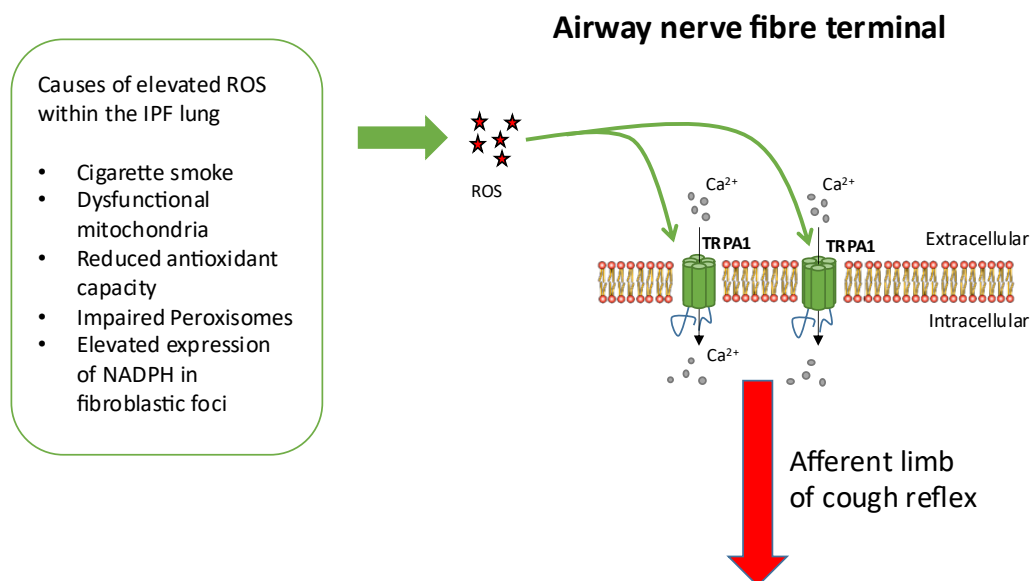 Airway nerve fibre terminal
Causes of elevated ROS
within the IPF lung
• Cigarette smoke
• Dysfunctional
mitochondria
• Reduced antioxidant
capacity
• Impaired Peroxisomes
• Elevated expression
of NADPH in
fibroblastic foci
ROS
Ca²⁺
Ca²⁺
TRPA1
TRPA1
Extracellular
Intracellular
Ca²⁺
Afferent limb
of cough reflex